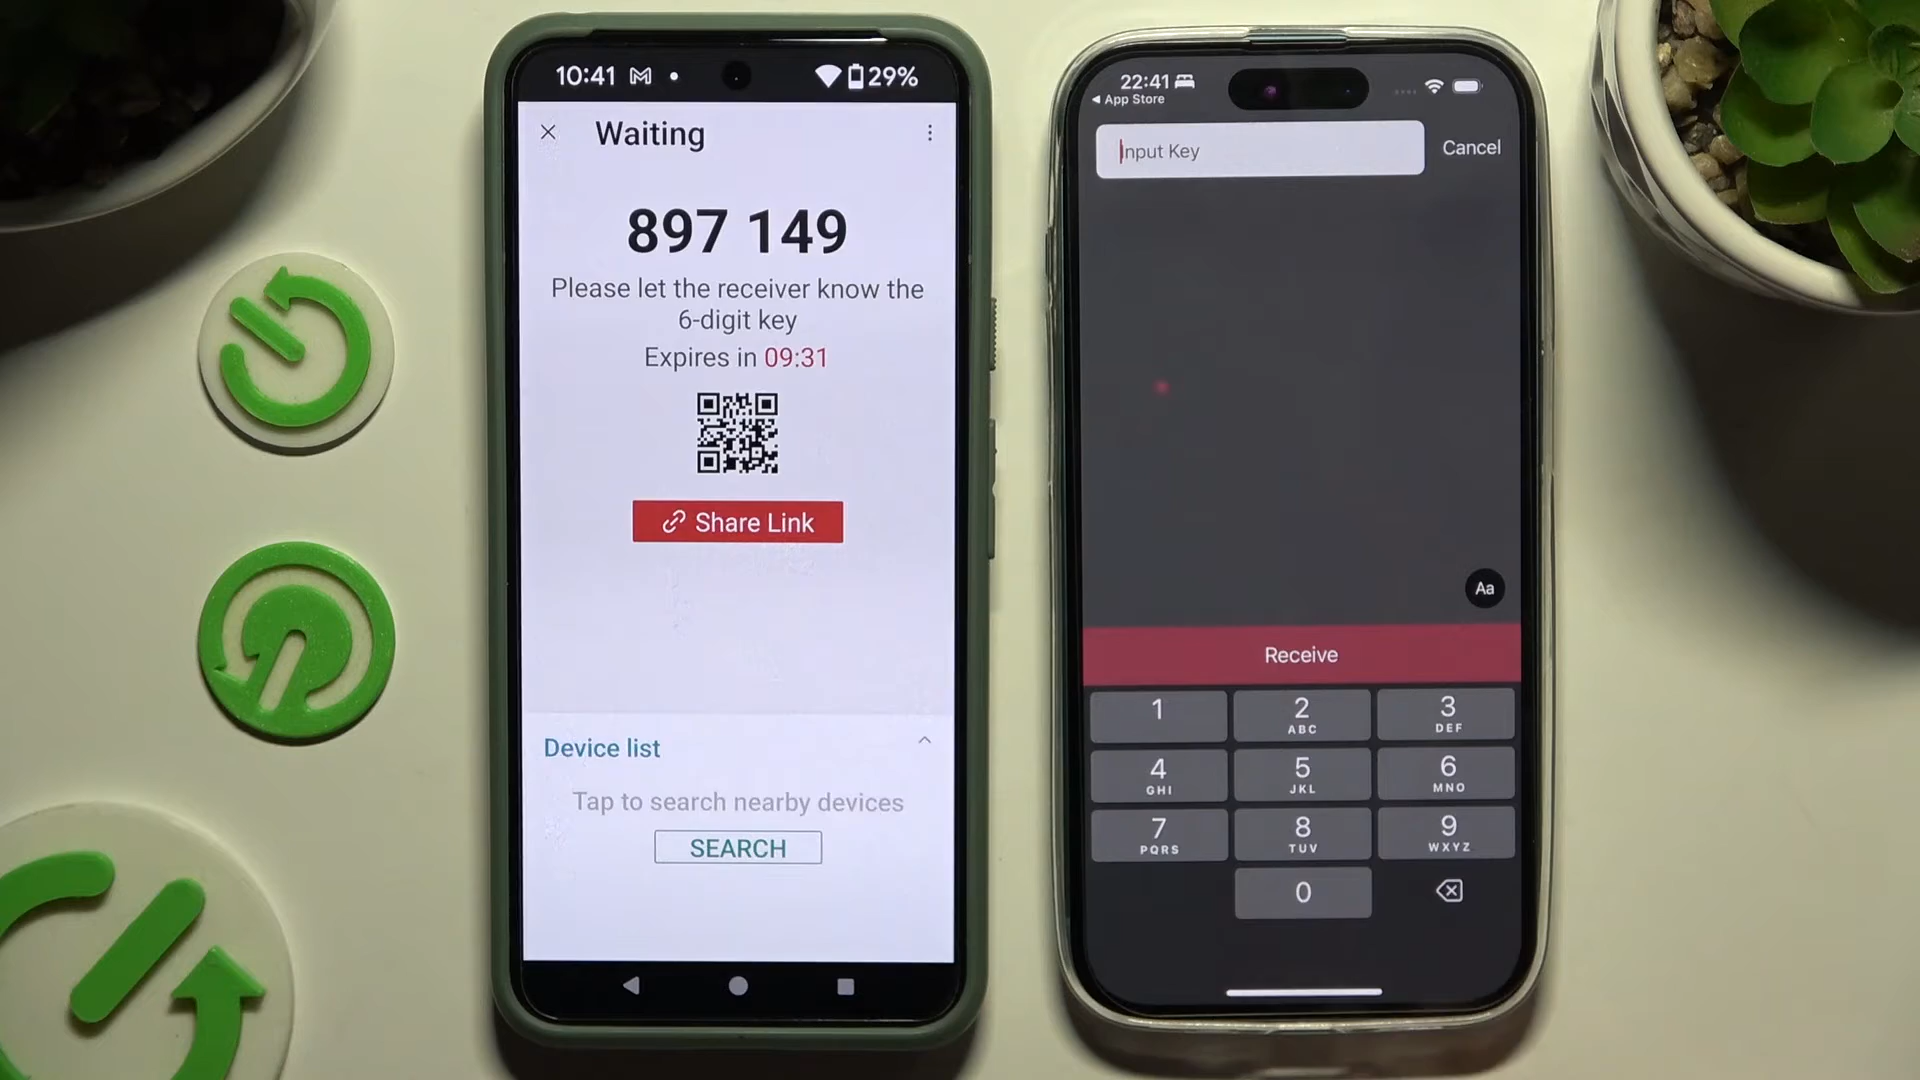 10:41
29%
Waiting
897 149
Please let the receiver know the
6-digit key
Expires in 09:31
Share Link
Device list
Tap to search nearby devices
SEARCH
22:41
App Store
Input Key
Cancel
Aa
Receive
1
2
ABC
3
DEF
4
GHI
5
JKL
6
MNO
7
PQRS
8
TUV
9
WXYZ
0